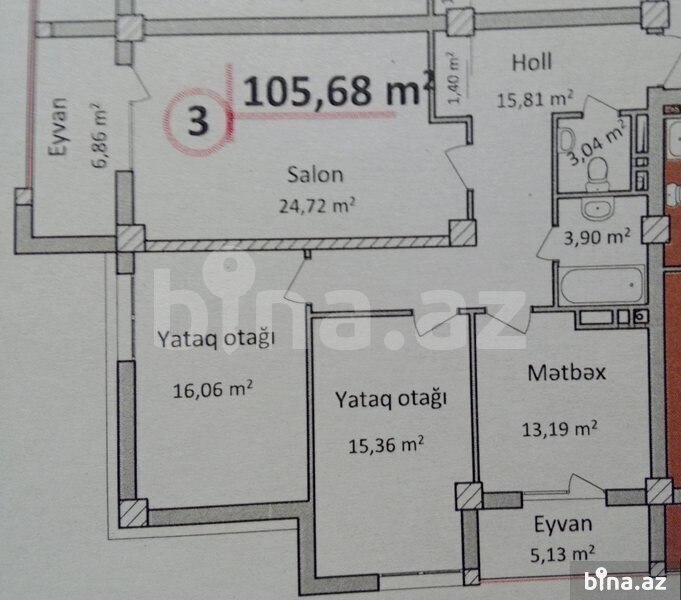 Holl
15,81 m²
1,40 m²
105,68 m²
3
Eyvan
6,86 m²
3,04 m²
Salon
24,72 m²
3,90 m²
bina.az
Yataq otağı
16,06 m²
Yataq otağı
15,36 m²
Mətbəx
13,19 m²
Eyvan
5,13 m²
bina.az